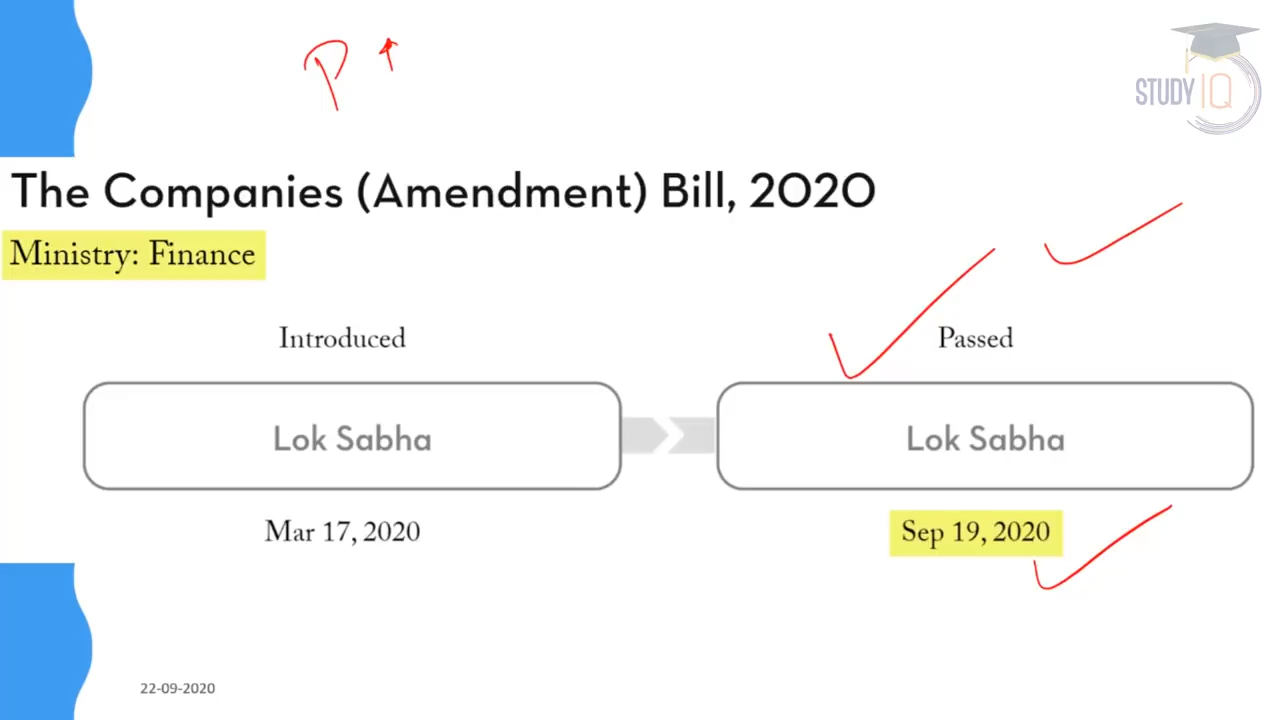 P
STUDY IQ
The Companies (Amendment) Bill, 2020
Ministry: Finance
Introduced
Passed
Lok Sabha
Lok Sabha
Mar 17, 2020
Sep 19, 2020
22-09-2020